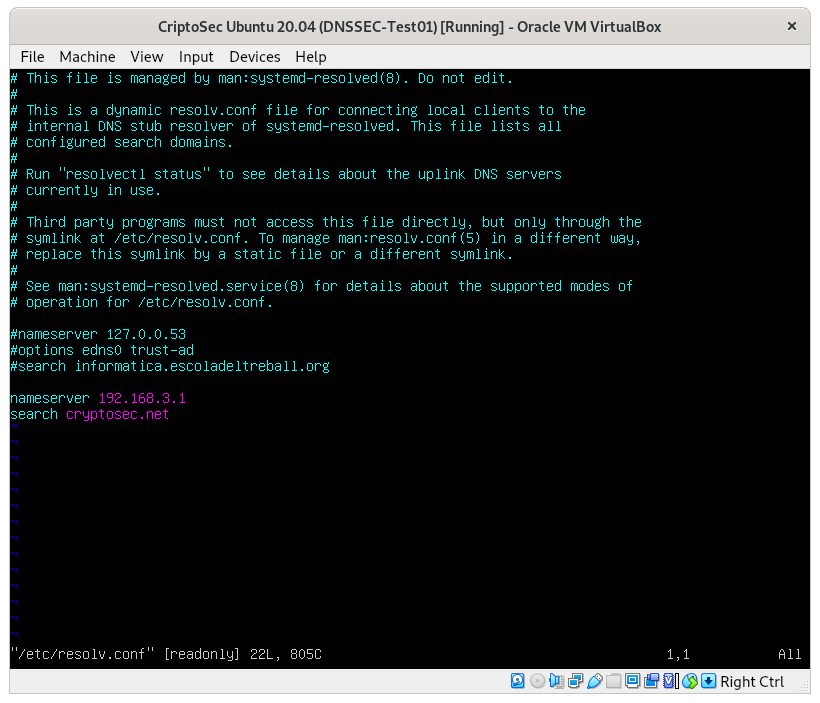 CriptoSec Ubuntu 20.04 (DNSSEC-Test01) [Running] - Oracle VM VirtualBox
File Machine View Input Devices Help
# This file is managed by man:systemd-resolved(8). Do not edit.
#
# This is a dynamic resolv.conf file for connecting local clients to the
# internal DNS stub resolver of systemd-resolved. This file lists all
# configured search domains.
#
# Run "resolvectl status" to see details about the uplink DNS servers
# currently in use.
#
# Third party programs must not access this file directly, but only through the
# symlink at /etc/resolv.conf. To manage man:resolv.conf(5) in a different way,
# replace this symlink by a static file or a different symlink.
#
# See man:systemd-resolved.service(8) for details about the supported modes of
# operation for /etc/resolv.conf.

#nameserver 127.0.0.53
#options edns0 trust-ad
#search informatica.escoladeltreball.org

nameserver 192.168.3.1
search cryptosec.net
~
~
~
~
~
~
~
~
~
~
~
~
~
~
"/etc/resolv.conf" [readonly] 22L, 805C 1,1 All
Right Ctrl